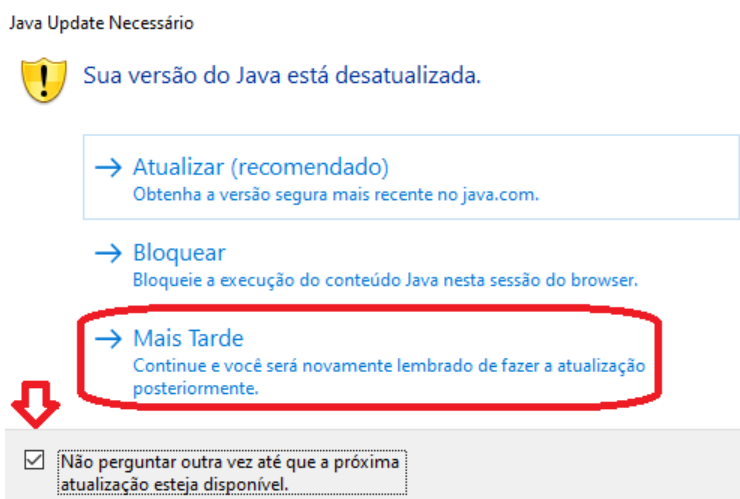 Java Update Necessário
Sua versão do Java está desatualizada.
Atualizar (recomendado)
Obtenha a versão segura mais recente no java.com.
Bloquear
Bloqueie a execução do conteúdo Java nesta sessão do browser.
Mais Tarde
Continue e você será novamente lembrado de fazer a atualização
posteriormente.
Não perguntar outra vez até que a próxima
atualização esteja disponível.